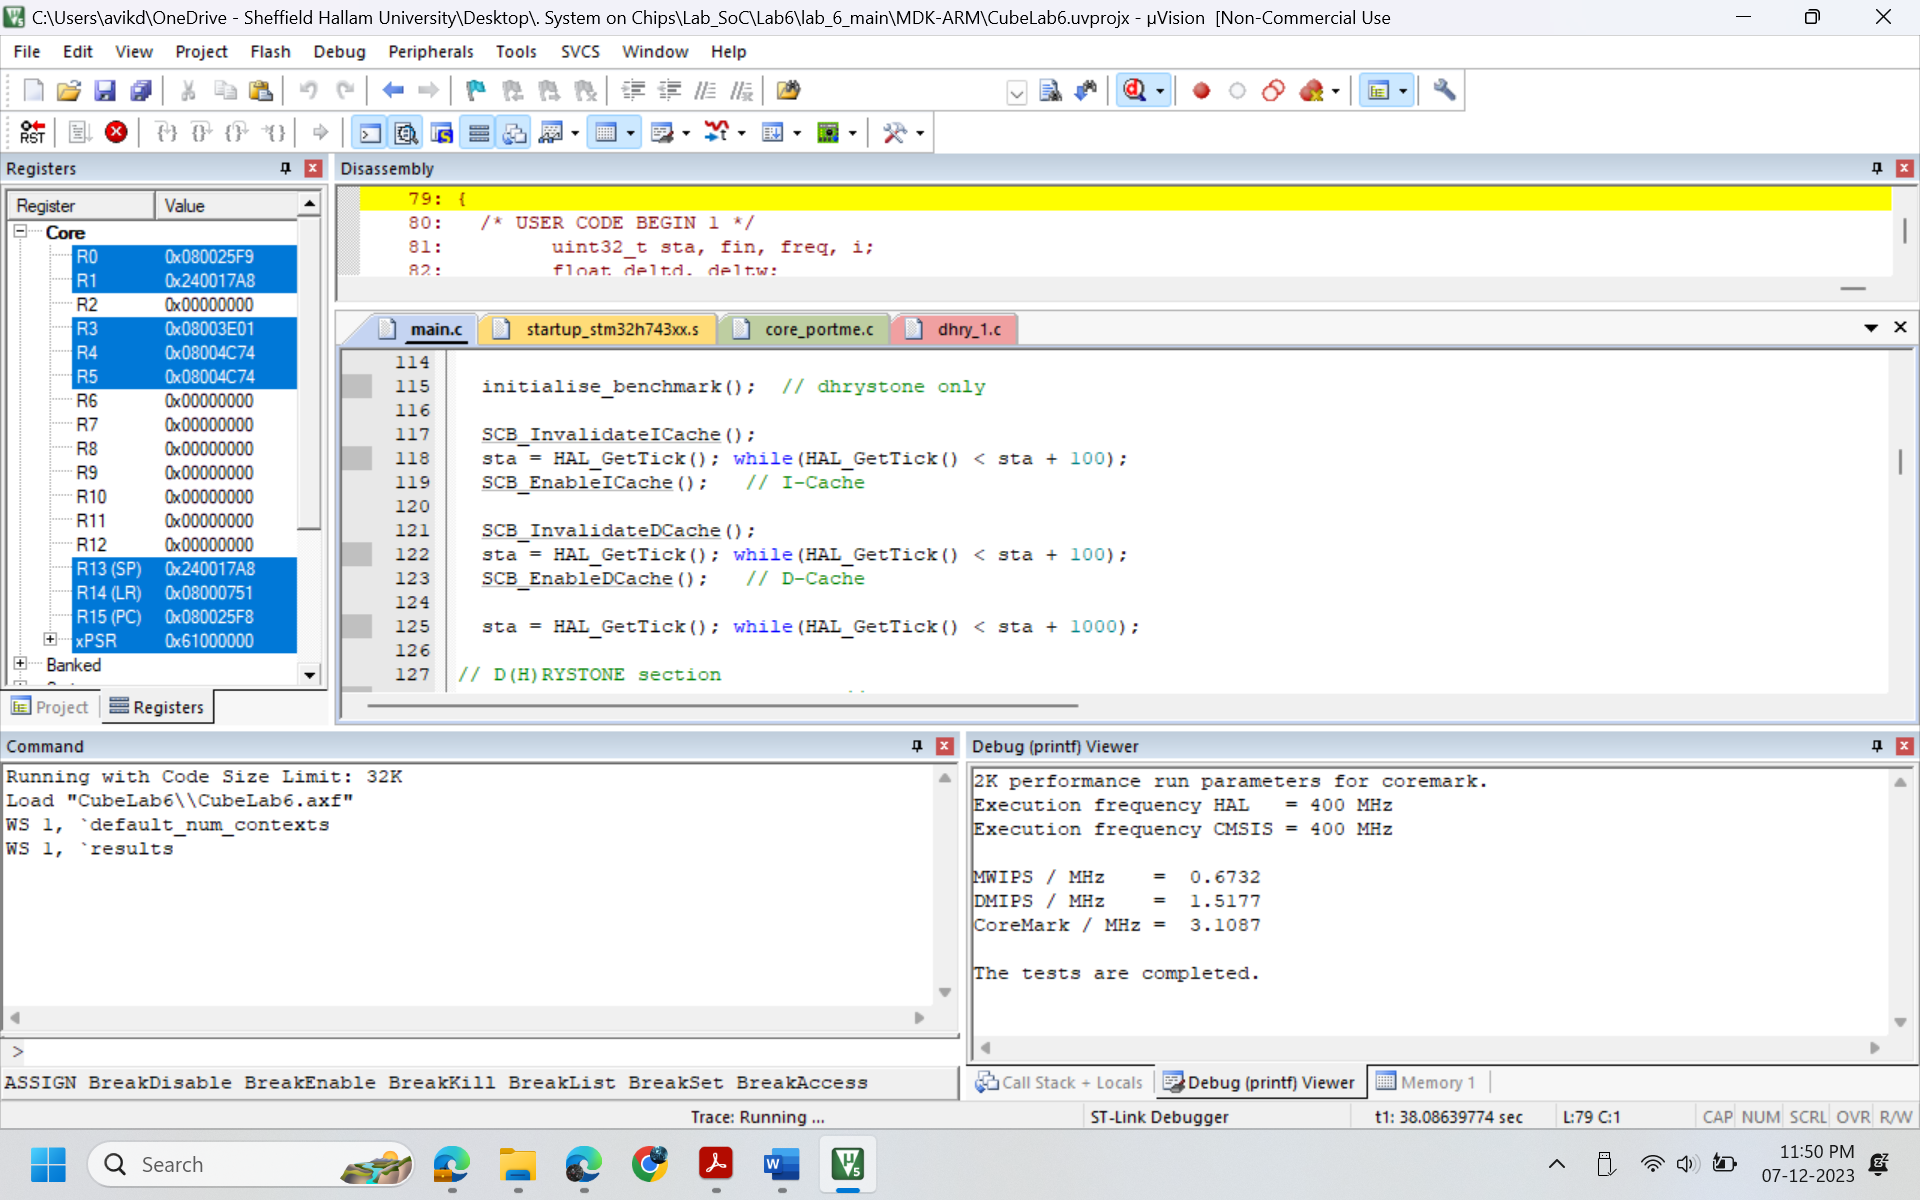 C:\Users\avikd\OneDrive - Sheffield Hallam University\Desktop\. System on Chips\Lab_SoC\Lab6\lab_6_main\MDK-ARM\CubeLab6.uvprojx - µVision  [Non-Commercial Use
File Edit View Project Flash Debug Peripherals Tools SVCS Window Help
RST
Registers
Register Value
Core
R0 0x080025F9
R1 0x240017A8
R2 0x00000000
R3 0x08003E01
R4 0x08004C74
R5 0x08004C74
R6 0x00000000
R7 0x00000000
R8 0x00000000
R9 0x00000000
R10 0x00000000
R11 0x00000000
R12 0x00000000
R13 (SP) 0x240017A8
R14 (LR) 0x08000751
R15 (PC) 0x080025F8
xPSR 0x61000000
Banked
Project Registers
Disassembly
79: {
80: /* USER CODE BEGIN 1 */
81: uint32_t sta, fin, freq, i;
82: float deltd, deltw;
main.c startup_stm32h743xx.s core_portme.c dhry_1.c
114
115 initialise_benchmark(); // dhrystone only
116
117 SCB_InvalidateICache();
118 sta = HAL_GetTick(); while(HAL_GetTick() < sta + 100);
119 SCB_EnableICache(); // I-Cache
120
121 SCB_InvalidateDCache();
122 sta = HAL_GetTick(); while(HAL_GetTick() < sta + 100);
123 SCB_EnableDCache(); // D-Cache
124
125 sta = HAL_GetTick(); while(HAL_GetTick() < sta + 1000);
126
127 // D(H)RYSTONE section
Command
Running with Code Size Limit: 32K
Load "CubeLab6\\CubeLab6.axf"
WS 1, `default_num_contexts
WS 1, `results
>
ASSIGN BreakDisable BreakEnable BreakKill BreakList BreakSet BreakAccess
Debug (printf) Viewer
2K performance run parameters for coremark.
Execution frequency HAL   = 400 MHz
Execution frequency CMSIS = 400 MHz
MWIPS / MHz    =  0.6732
DMIPS / MHz    =  1.5177
CoreMark / MHz =  3.1087
The tests are completed.
Call Stack + Locals Debug (printf) Viewer Memory 1
Trace: Running ... ST-Link Debugger t1: 38.08639774 sec L:79 C:1 CAP NUM SCRL OVR R/W
Search
11:50 PM
07-12-2023